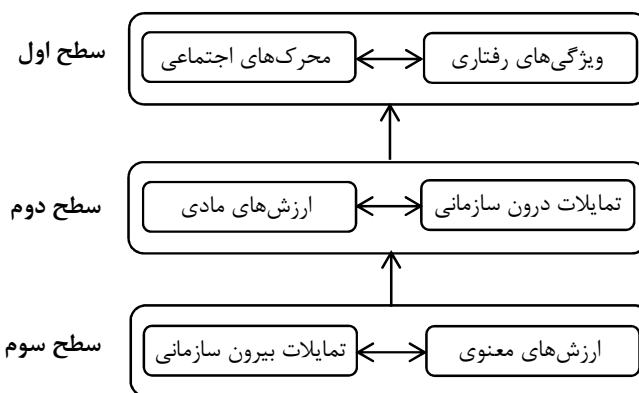 سطح اول
ویژگی‌های رفتاری
محرک‌های اجتماعی
سطح دوم
تمایلات درون سازمانی
ارزش‌های مادی
سطح سوم
ارزش‌های معنوی
تمایلات بیرون سازمانی